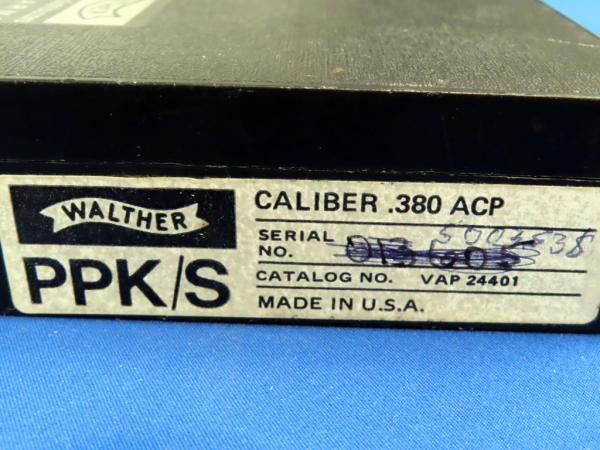 WALTHER
PPK/S
CALIBER .380 ACP
SERIAL
NO.
CATALOG NO. VAP 24401
MADE IN U.S.A.